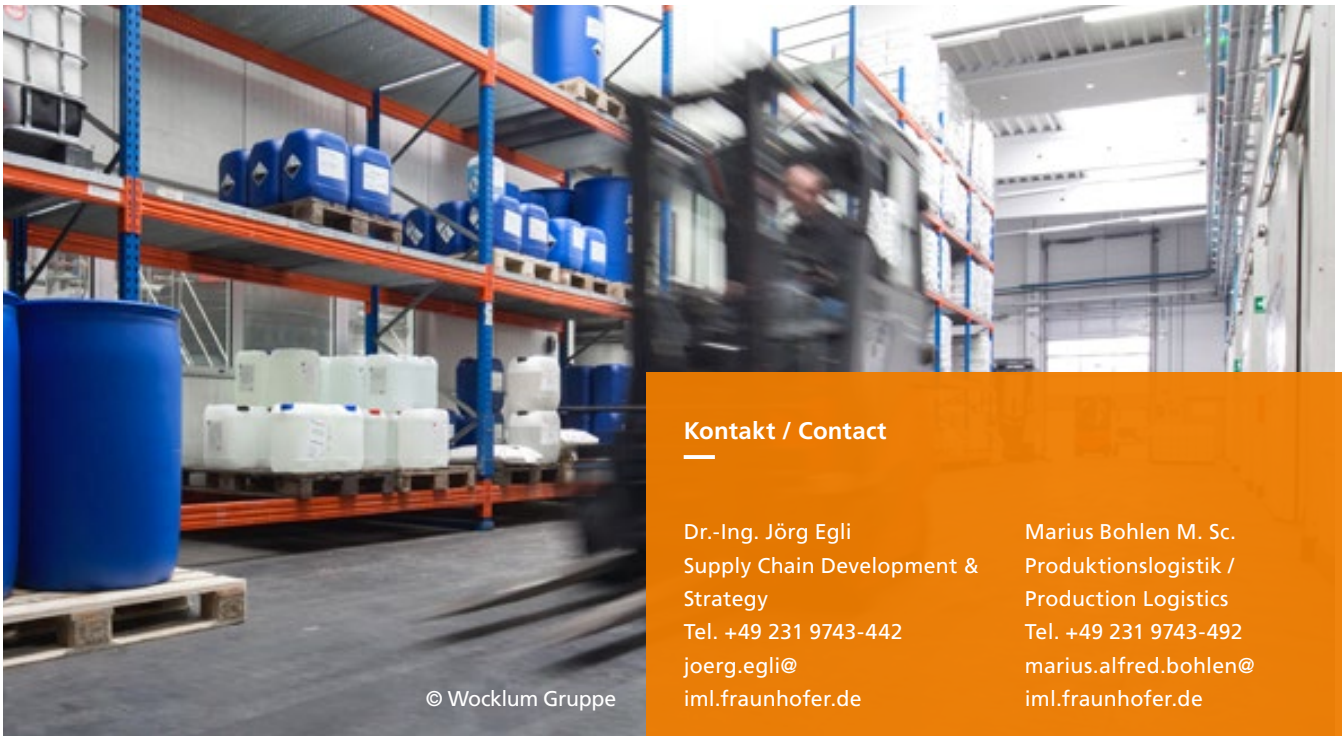 Kontakt / Contact
Dr.-Ing. Jörg Egli
Supply Chain Development &
Strategy
Tel. +49 231 9743-442
joerg.egli@
iml.fraunhofer.de
Marius Bohlen M. Sc.
Produktionslogistik /
Production Logistics
Tel. +49 231 9743-492
marius.alfred.bohlen@
iml.fraunhofer.de
© Wocklum Gruppe